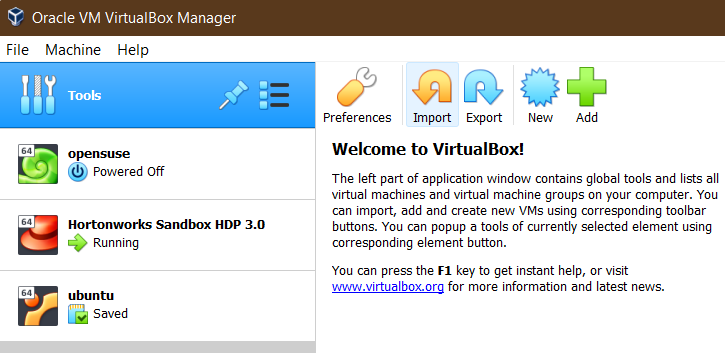 Oracle VM VirtualBox Manager
File Machine Help
Tools
Preferences Import Export New Add
64
opensuse
Powered Off
64
Hortonworks Sandbox HDP 3.0
Running
64
ubuntu
Saved
Welcome to VirtualBox!
The left part of application window contains global tools and lists all
virtual machines and virtual machine groups on your computer. You
can import, add and create new VMs using corresponding toolbar
buttons. You can popup a tools of currently selected element using
corresponding element button.
You can press the F1 key to get instant help, or visit
www.virtualbox.org for more information and latest news.